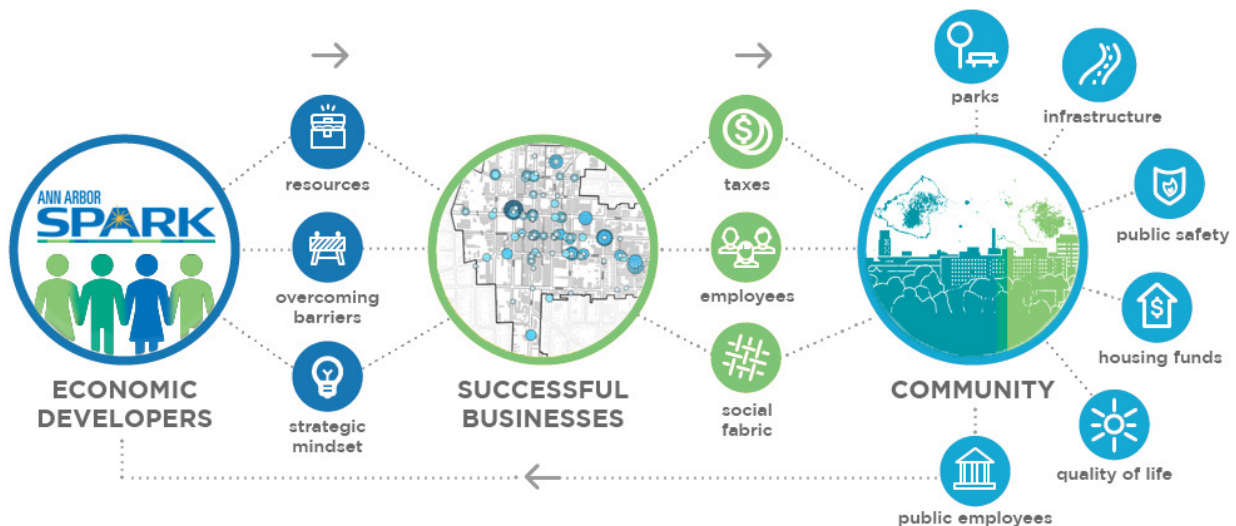 ANN ARBOR
SPARK
ECONOMIC
DEVELOPERS
resources
overcoming
barriers
strategic
mindset
SUCCESSFUL
BUSINESSES
$
taxes
employees
social
fabric
COMMUNITY
parks
infrastructure
public safety
$
housing funds
quality of life
public employees